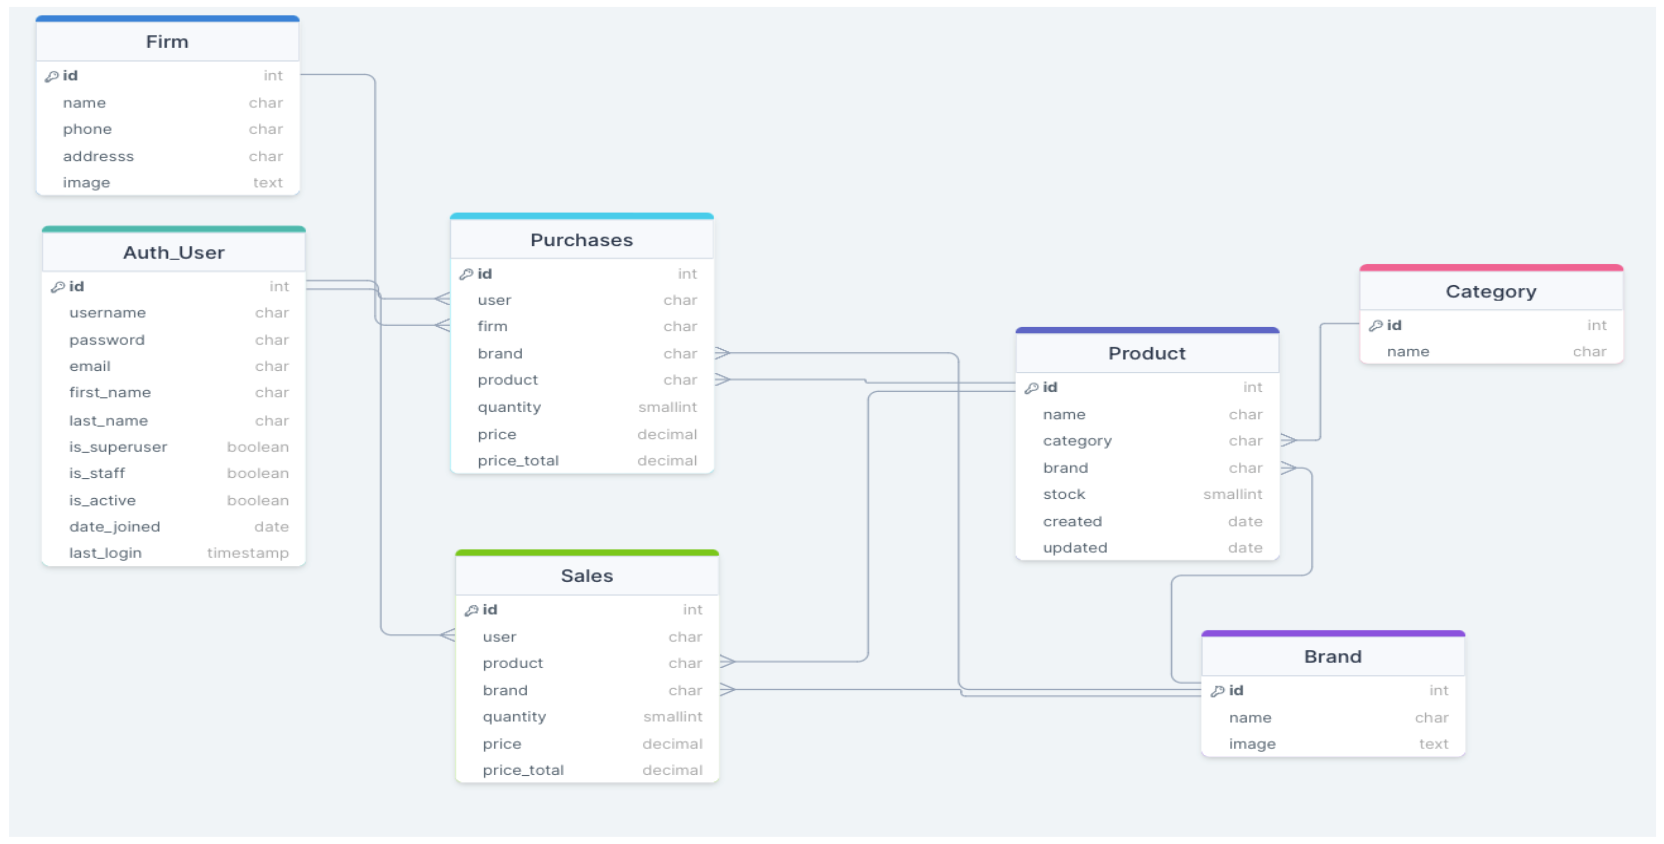 Firm
id int
name char
phone char
addresss char
image text
Auth_User
id int
username char
password char
email char
first_name char
last_name char
is_superuser boolean
is_staff boolean
is_active boolean
date_joined date
last_login timestamp
Purchases
id int
user char
firm char
brand char
product char
quantity smallint
price decimal
price_total decimal
Sales
id int
user char
product char
brand char
quantity smallint
price decimal
price_total decimal
Product
id int
name char
category char
brand char
stock smallint
created date
updated date
Category
id int
name char
Brand
id int
name char
image text